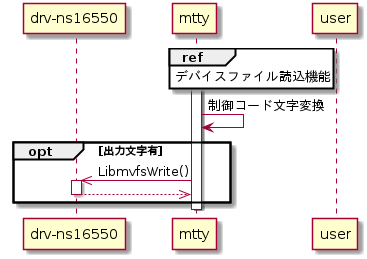 drv-ns16550 mtty user
ref
デバイスファイル読込機能
制御コード文字変換
opt [出力文字有]
LibmvfsWrite()
drv-ns16550 mtty user